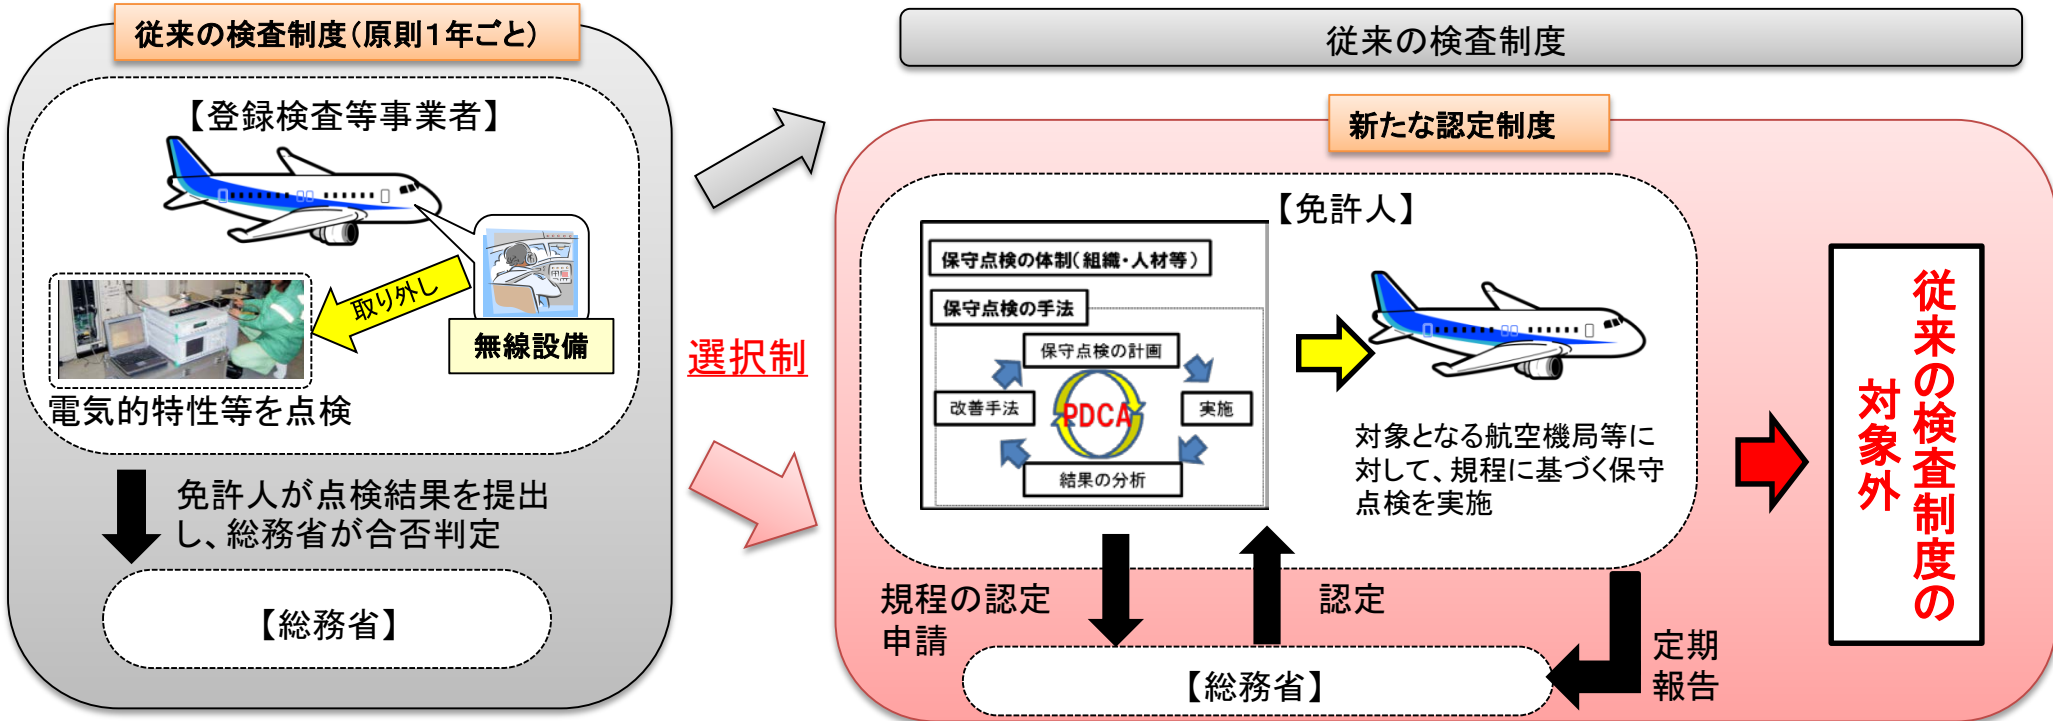 従来の検査制度(原則1年ごと)
【登録検査等事業者】
取り外し
無線設備
電気的特性等を点検
免許人が点検結果を提出
し、総務省が合否判定
【総務省】
選択制
従来の検査制度
新たな認定制度
【免許人】
保守点検の体制(組織・人材等)
保守点検の手法
保守点検の計画
改善手法
PDCA
実施
結果の分析
対象となる航空機局等に
対して、規程に基づく保守
点検を実施
規程の認定
申請
認定
定期
報告
【総務省】
従来の検査制度の
対象外